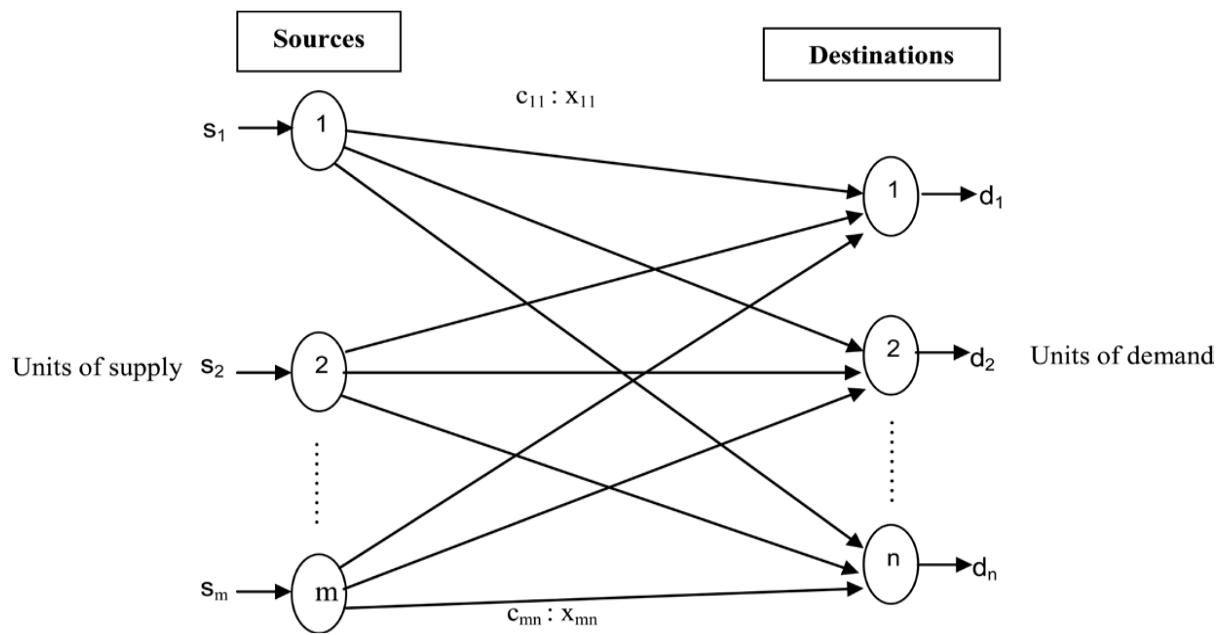 Sources
Destinations
c₁₁ : x₁₁
s₁
1
1
d₁
Units of supply
s₂
2
2
d₂
Units of demand
sₘ
m
n
dₙ
cₘₙ : xₘₙ